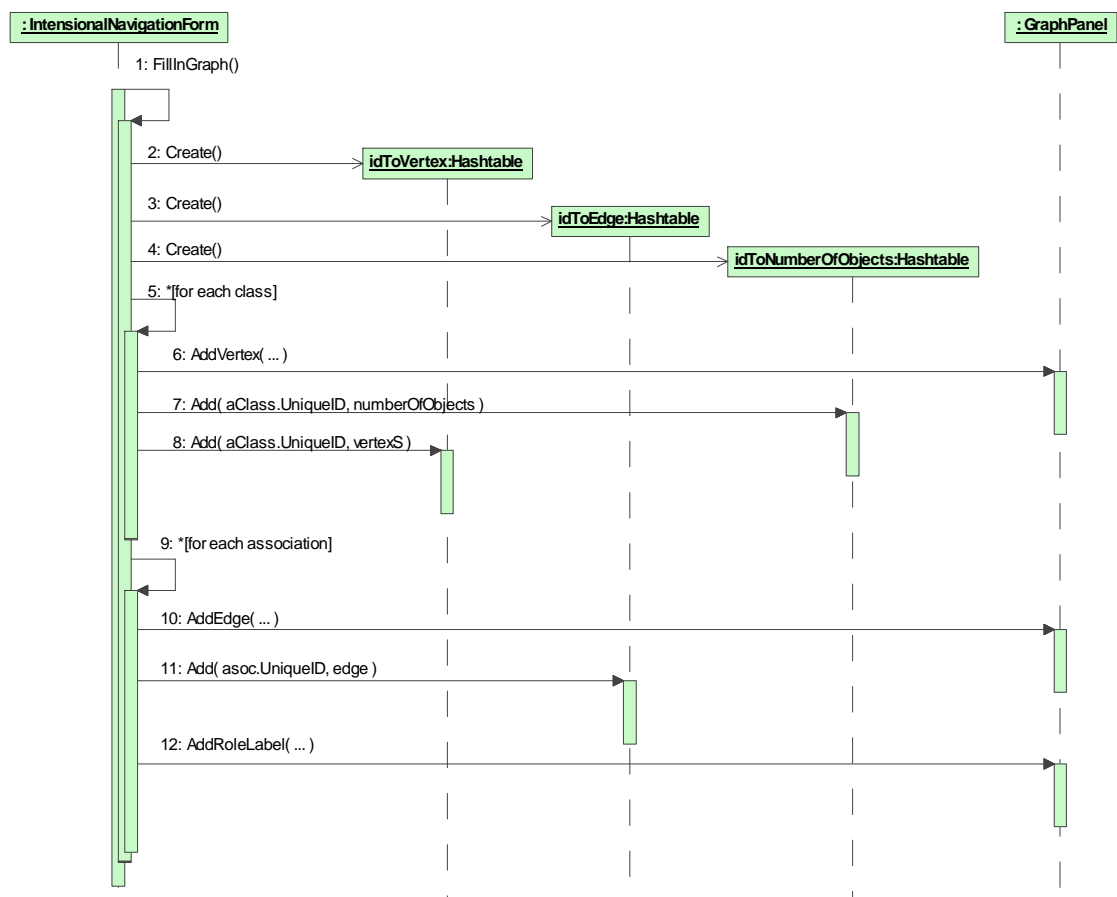 : IntensionalNavigationForm
: GraphPanel
1: FillInGraph()
2: Create()
idToVertex:Hashtable
3: Create()
idToEdge:Hashtable
4: Create()
idToNumberOfObjects:Hashtable
5: *[for each class]
6: AddVertex( ... )
7: Add( aClass.UniqueID, numberOfObjects )
8: Add( aClass.UniqueID, vertexS )
9: *[for each association]
10: AddEdge( ... )
11: Add( asoc.UniqueID, edge )
12: AddRoleLabel( ... )